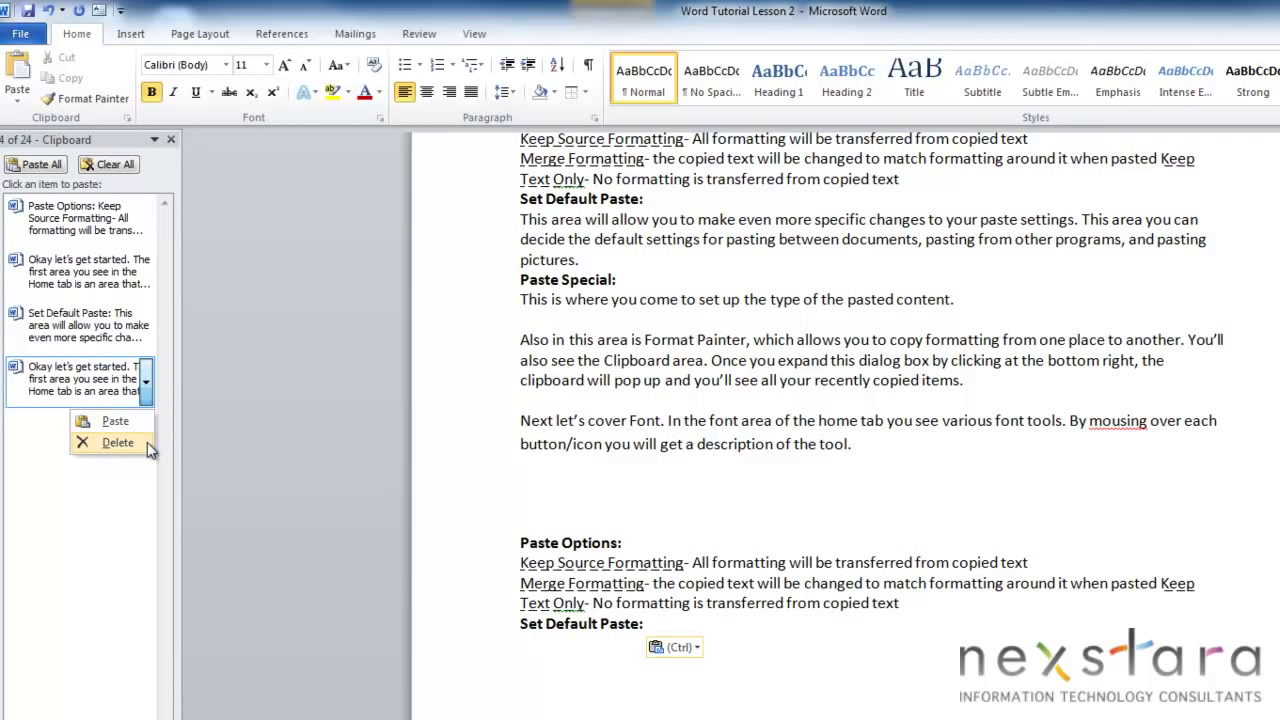 Word Tutorial Lesson 2 - Microsoft Word
File Home Insert Page Layout References Mailings Review View
Paste
Cut
Copy
Format Painter
Clipboard
Calibri (Body) 11 A A Aa
B I U abc x₂ x² A ab A
Font
Paragraph
AaBbCcDc AaBbCcDc AaBbCc AaBbCc AaB AaBbCc. AaBbCcDc AaBbCcDc AaBbCcDc AaBbCcDc
¶ Normal ¶ No Spaci... Heading 1 Heading 2 Title Subtitle Subtle Em... Emphasis Intense E... Strong
Styles
4 of 24 - Clipboard
Paste All Clear All
Click an item to paste:
Paste Options: Keep
Source Formatting- All
formatting will be trans...
Okay let's get started. The
first area you see in the
Home tab is an area that...
Set Default Paste: This
area will allow you to make
even more specific cha...
Okay let's get started. T
first area you see in the
Home tab is an area that
Paste
Delete
Keep Source Formatting- All formatting will be transferred from copied text
Merge Formatting- the copied text will be changed to match formatting around it when pasted Keep
Text Only- No formatting is transferred from copied text
Set Default Paste:
This area will allow you to make even more specific changes to your paste settings. This area you can
decide the default settings for pasting between documents, pasting from other programs, and pasting
pictures.
Paste Special:
This is where you come to set up the type of the pasted content.
Also in this area is Format Painter, which allows you to copy formatting from one place to another. You'll
also see the Clipboard area. Once you expand this dialog box by clicking at the bottom right, the
clipboard will pop up and you'll see all your recently copied items.
Next let's cover Font. In the font area of the home tab you see various font tools. By mousing over each
button/icon you will get a description of the tool.
Paste Options:
Keep Source Formatting- All formatting will be transferred from copied text
Merge Formatting- the copied text will be changed to match formatting around it when pasted Keep
Text Only- No formatting is transferred from copied text
Set Default Paste:
(Ctrl)
nexstara
INFORMATION TECHNOLOGY CONSULTANTS